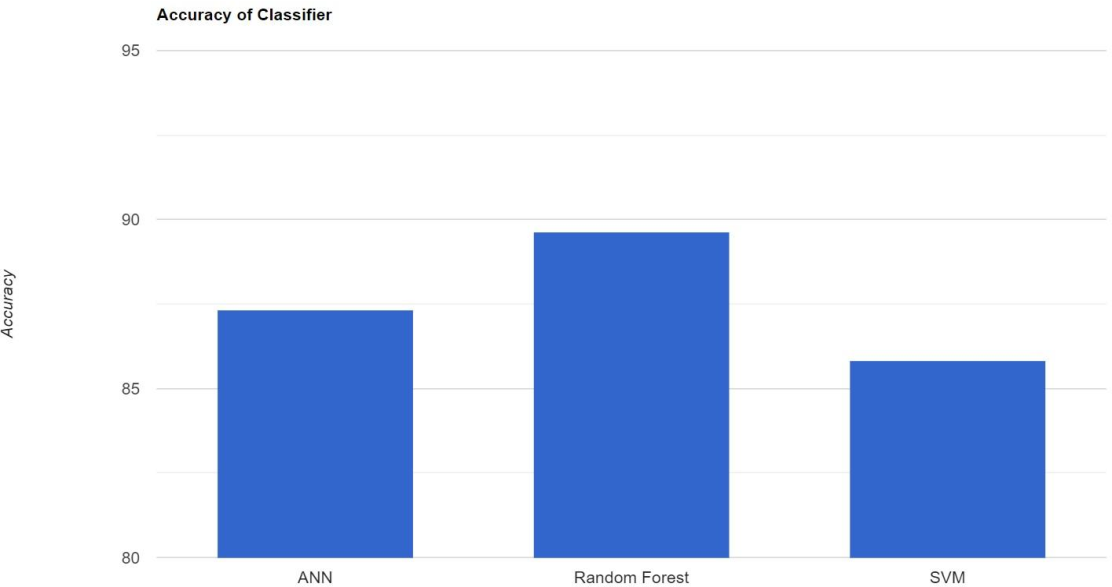 Accuracy of Classifier
95
90
85
80
Accuracy
ANN
Random Forest
SVM